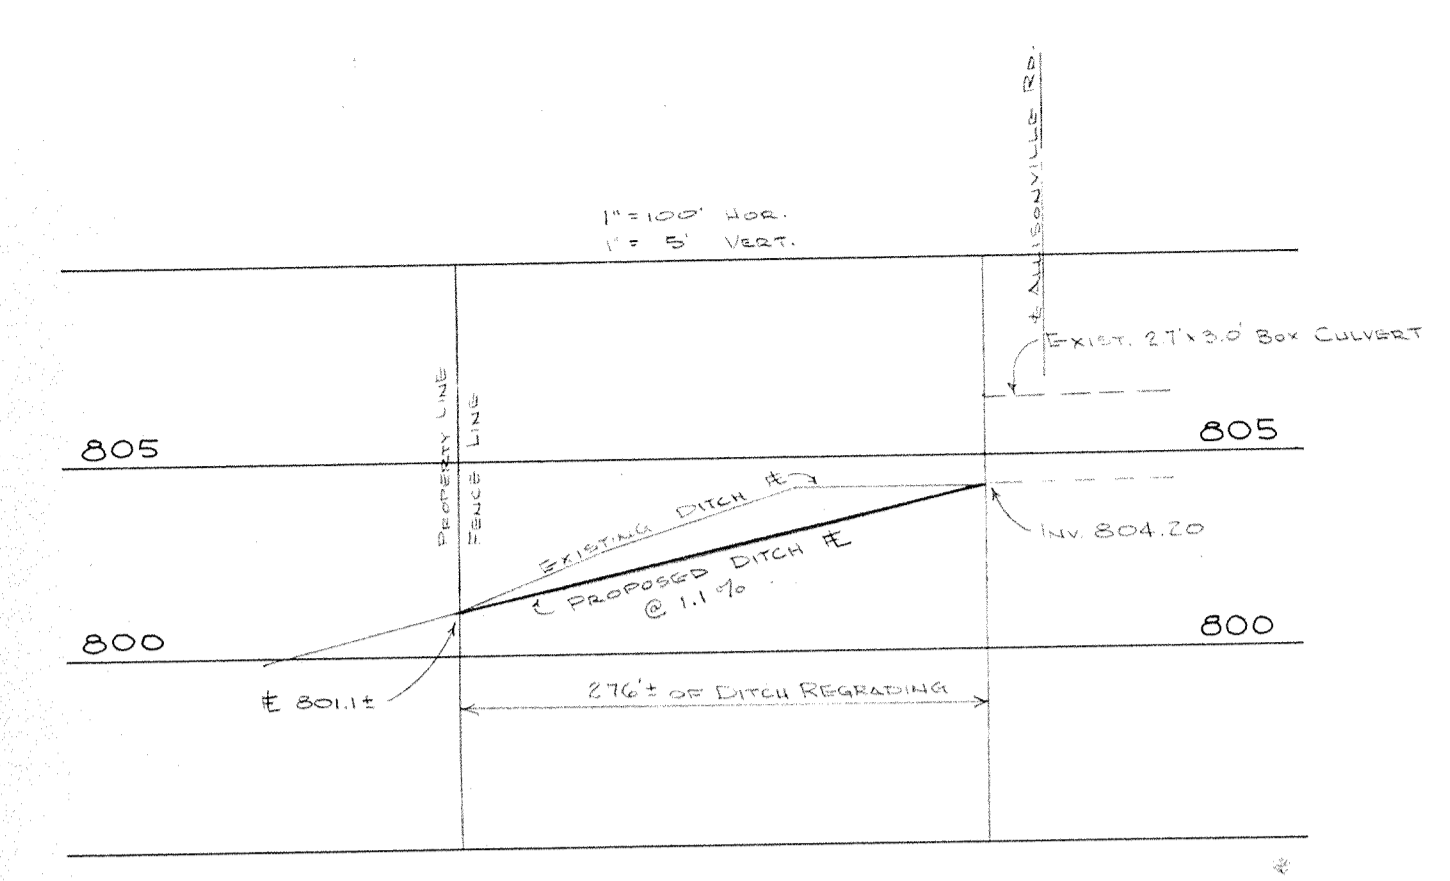 1" = 100' HOR.
1" = 5' VERT.
℄ ALLISONVILLE RD.
EXIST. 2.7' x 3.0' BOX CULVERT
PROPERTY LINE
FENCE LINE
805
805
EXISTING DITCH ℄
INV. 804.20
PROPOSED DITCH ℄
@ 1.1 %
800
800
℄ 801.1±
276'± OF DITCH REGRADING